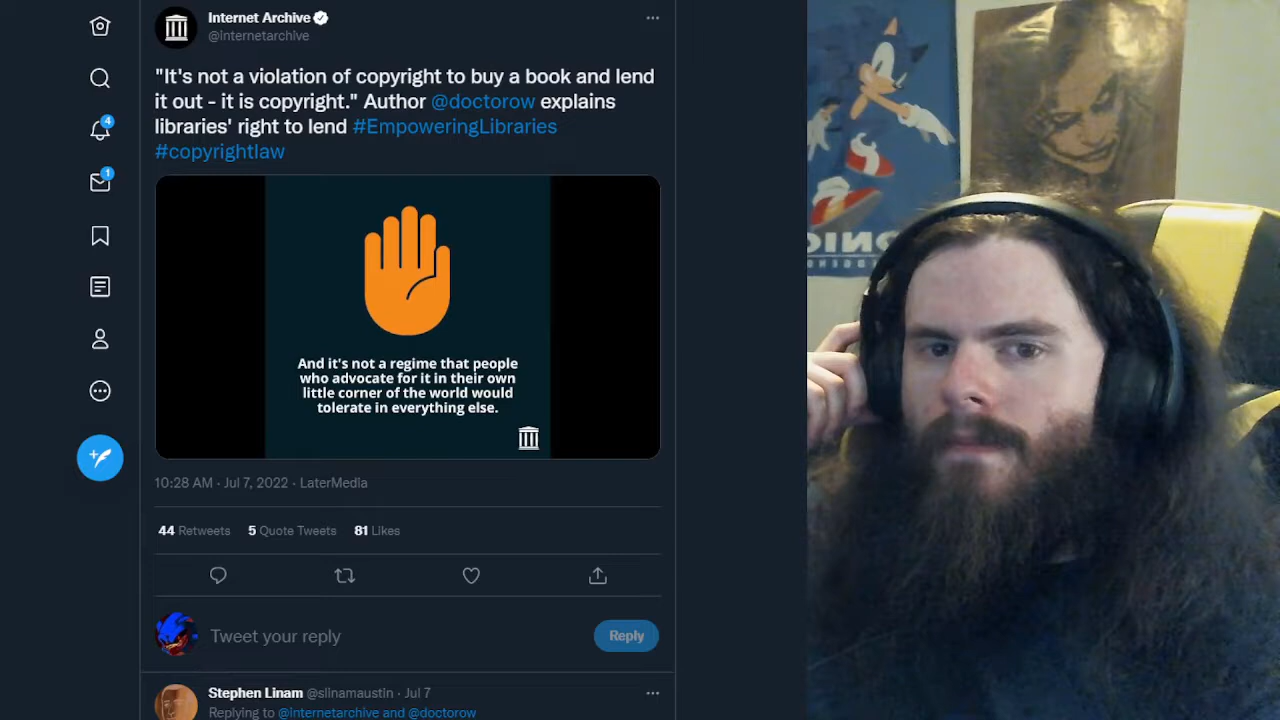 Internet Archive
@internetarchive
"It's not a violation of copyright to buy a book and lend
it out - it is copyright." Author @doctorow explains
libraries' right to lend #EmpoweringLibraries
#copyrightlaw
And it's not a regime that people
who advocate for it in their own
little corner of the world would
tolerate in everything else.
10:28 AM · Jul 7, 2022 · LaterMedia
44 Retweets 5 Quote Tweets 81 Likes
Tweet your reply
Reply
Stephen Linam @slinamaustin · Jul 7
Replying to @internetarchive and @doctorow
4
1
SONIC